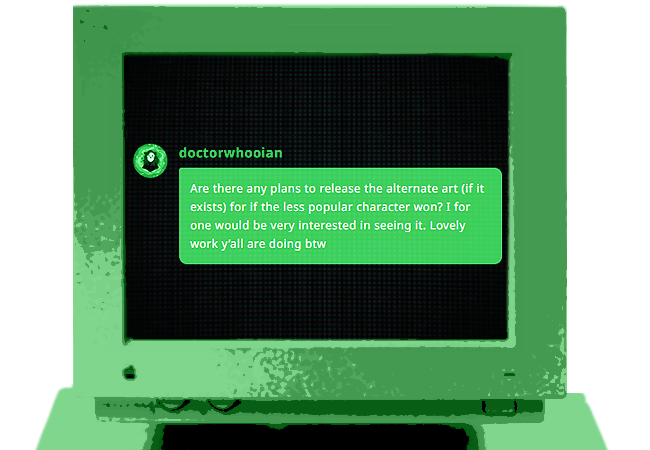 doctorwhooian
Are there any plans to release the alternate art (if it
exists) for if the less popular character won? I for
one would be very interested in seeing it. Lovely
work y'all are doing btw